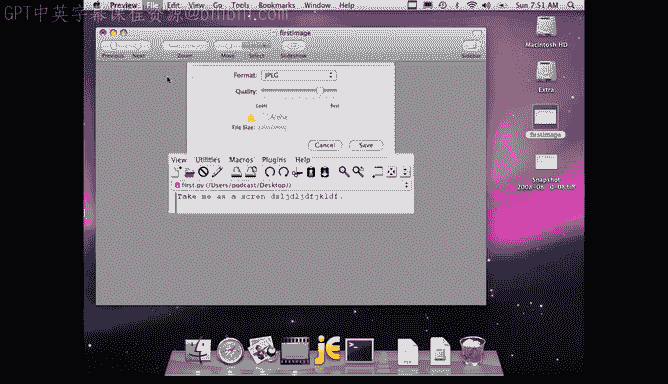 GPT中英字幕课程资源@bilibili.com
Preview File Edit View Go Tools Bookmarks Window Help Sun 7:51 AM
firstimage
Previous Next Zoom Move Select Slideshow Sidebar
Macintosh HD
Format: JPEG
Quality:
Least Best
Extra
Alpha
File Size:
firstimage
Cancel Save
View Utilities Macros Plugins Help
first.py (/Users/podcast/Desktop/)
Snapshot
Take me as a scren dsljdljdfjkldf.